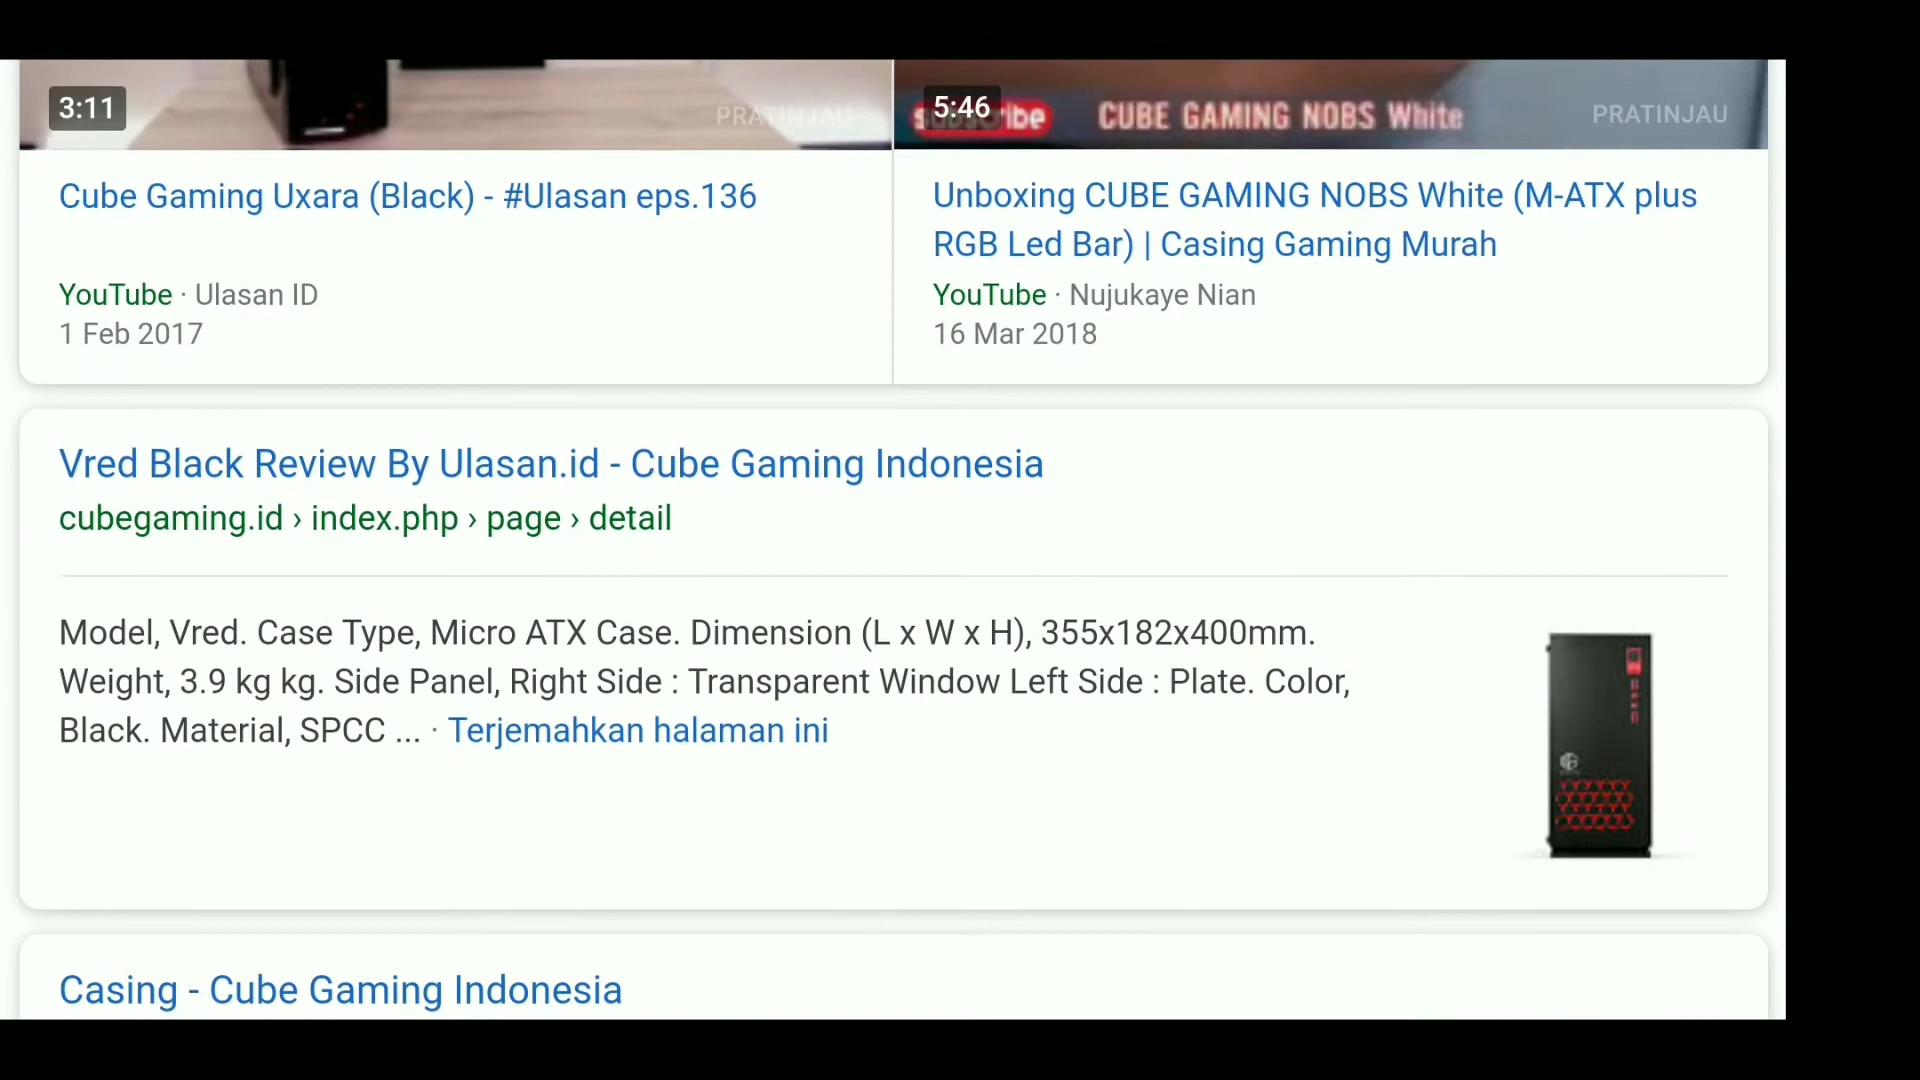 3:11
PRATINJAU
5:46
CUBE GAMING NOBS White
PRATINJAU
Cube Gaming Uxara (Black) - #Ulasan eps.136
YouTube · Ulasan ID
1 Feb 2017
Unboxing CUBE GAMING NOBS White (M-ATX plus
RGB Led Bar) | Casing Gaming Murah
YouTube · Nujukaye Nian
16 Mar 2018
Vred Black Review By Ulasan.id - Cube Gaming Indonesia
cubegaming.id › index.php › page › detail
Model, Vred. Case Type, Micro ATX Case. Dimension (L x W x H), 355x182x400mm.
Weight, 3.9 kg kg. Side Panel, Right Side : Transparent Window Left Side : Plate. Color,
Black. Material, SPCC ... · Terjemahkan halaman ini
Casing - Cube Gaming Indonesia